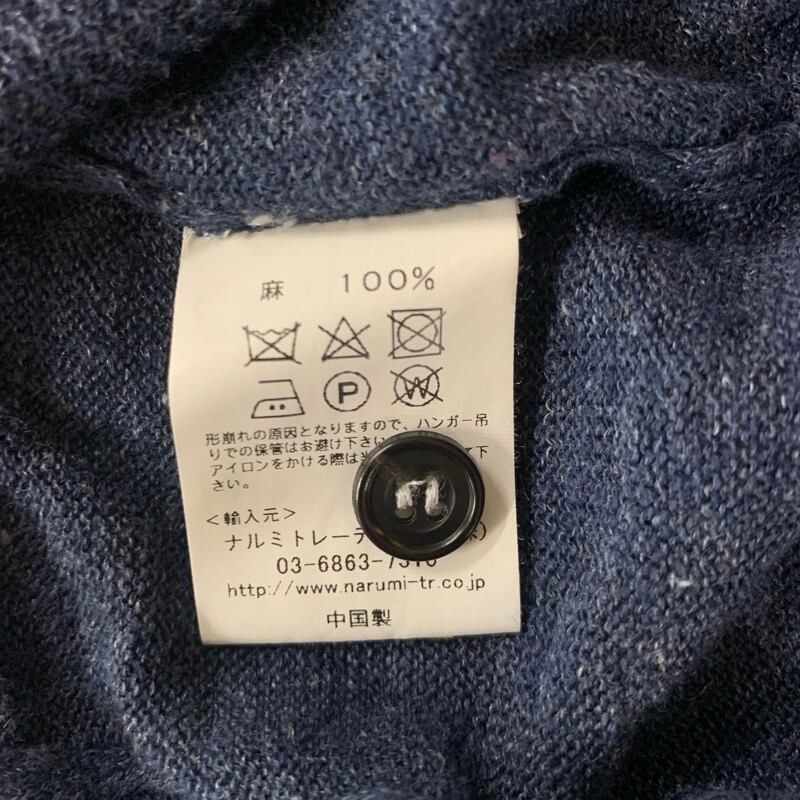 麻 100%
P W
形崩れの原因となりますので、ハンガー吊
りでの保管はお避け下さい
アイロンをかける際は 下
さい。
<輸入元>
ナルミトレー
03-6863-7
http://www.narumi-tr.co.jp
中国製